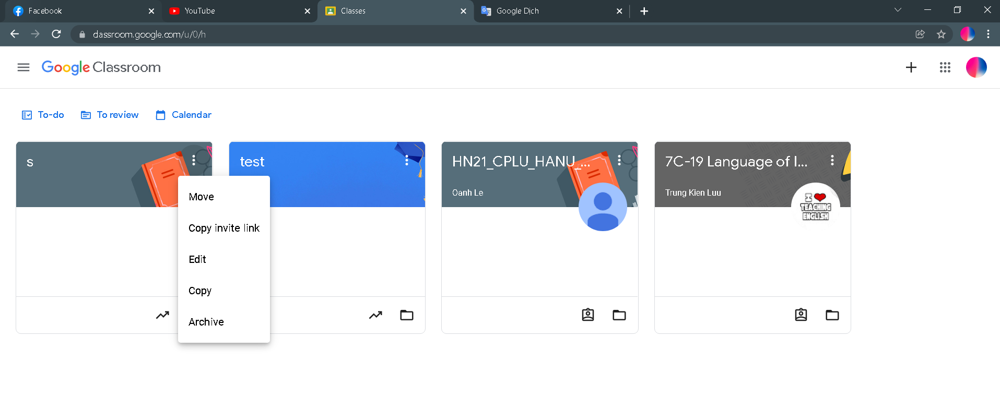 Facebook
YouTube
Classes
Google Dịch
classroom.google.com/u/0/h
Google Classroom
To-do
To review
Calendar
s
test
HN21_CPLU_HANU_...
Oanh Le
7C-19 Language of I...
Trung Kien Luu
I
TEACHING
ENGLISH
Move
Copy invite link
Edit
Copy
Archive